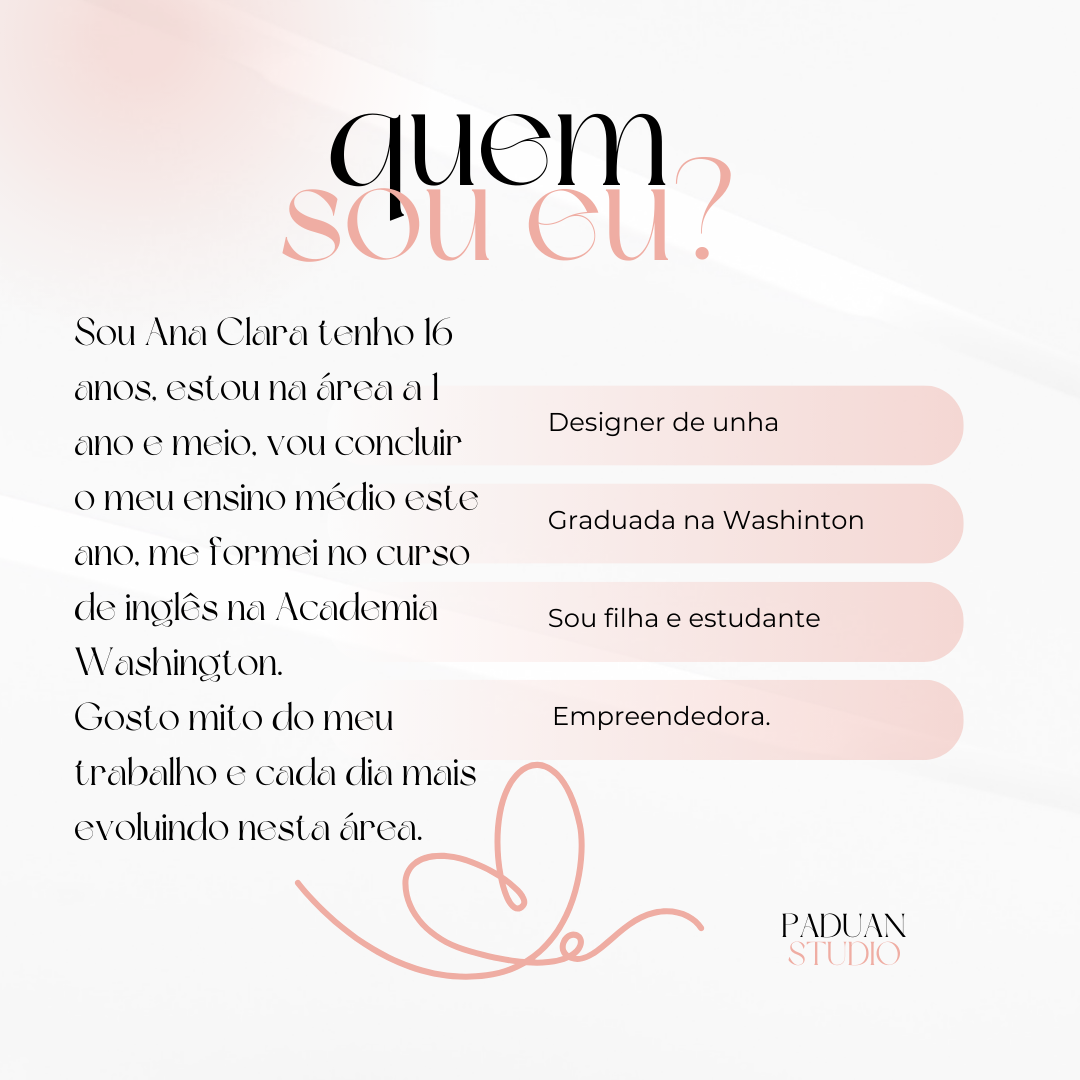 quem
sou eu?
Sou Ana Clara tenho 16
anos, estou na área a 1
ano e meio, vou concluir
o meu ensino médio este
ano, me formei no curso
de inglês na Academia
Washington.
Gosto mito do meu
trabalho e cada dia mais
evoluindo nesta área.
Designer de unha
Graduada na Washinton
Sou filha e estudante
Empreendedora.
PADUAN
STUDIO